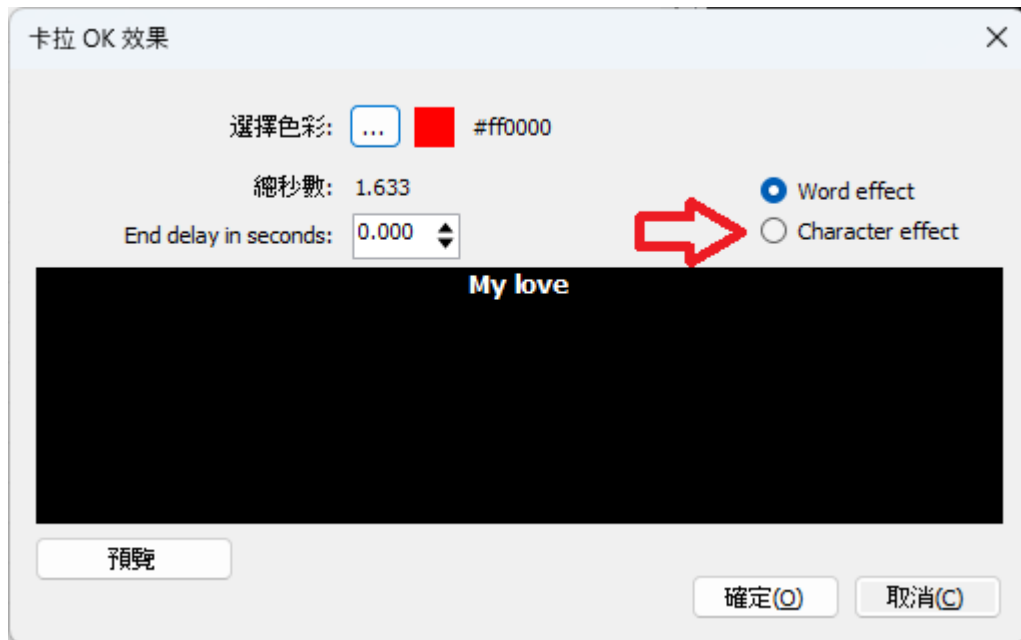 卡拉 OK 效果
選擇色彩: ... #ff0000
總秒數: 1.633
Word effect
End delay in seconds: 0.000
Character effect
My love
預覽
確定(O) 取消(C)